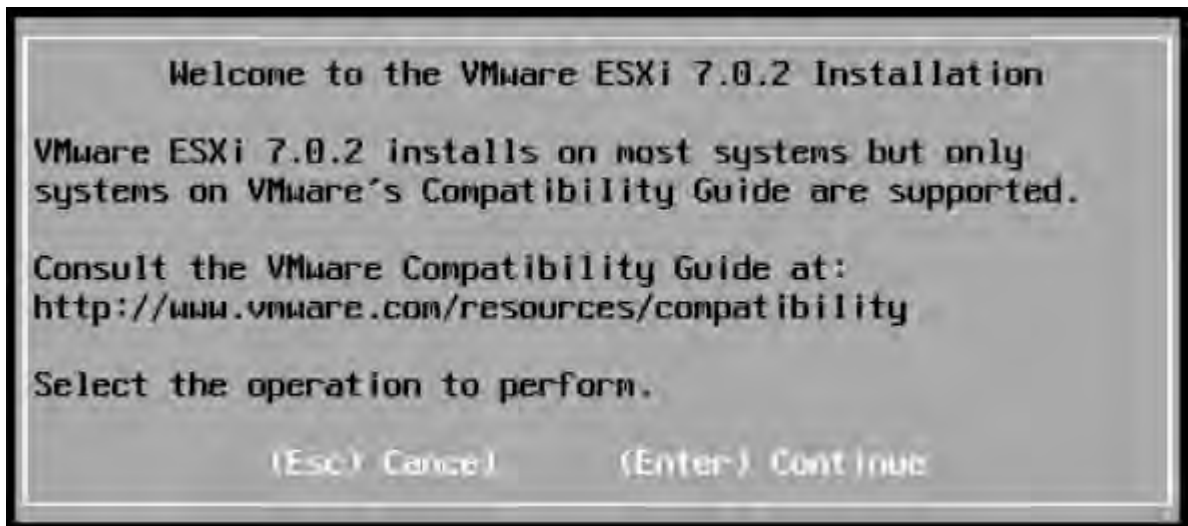 Welcome to the VMware ESXi 7.0.2 Installation
VMware ESXi 7.0.2 installs on most systems but only
systems on VMware's Compatibility Guide are supported.
Consult the VMware Compatibility Guide at:
http://www.vmware.com/resources/compatibility
Select the operation to perform.
(Esc) Cancel (Enter) Continue